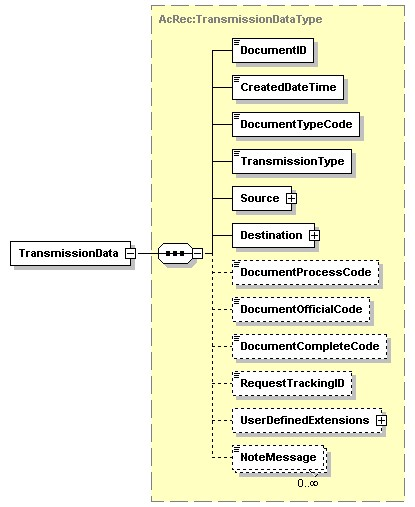 AcRec:TransmissionDataType
DocumentID
CreatedDateTime
DocumentTypeCode
TransmissionType
Source
Destination
TransmissionData
DocumentProcessCode
DocumentOfficialCode
DocumentCompleteCode
RequestTrackingID
UserDefinedExtensions
NoteMessage
0..∞